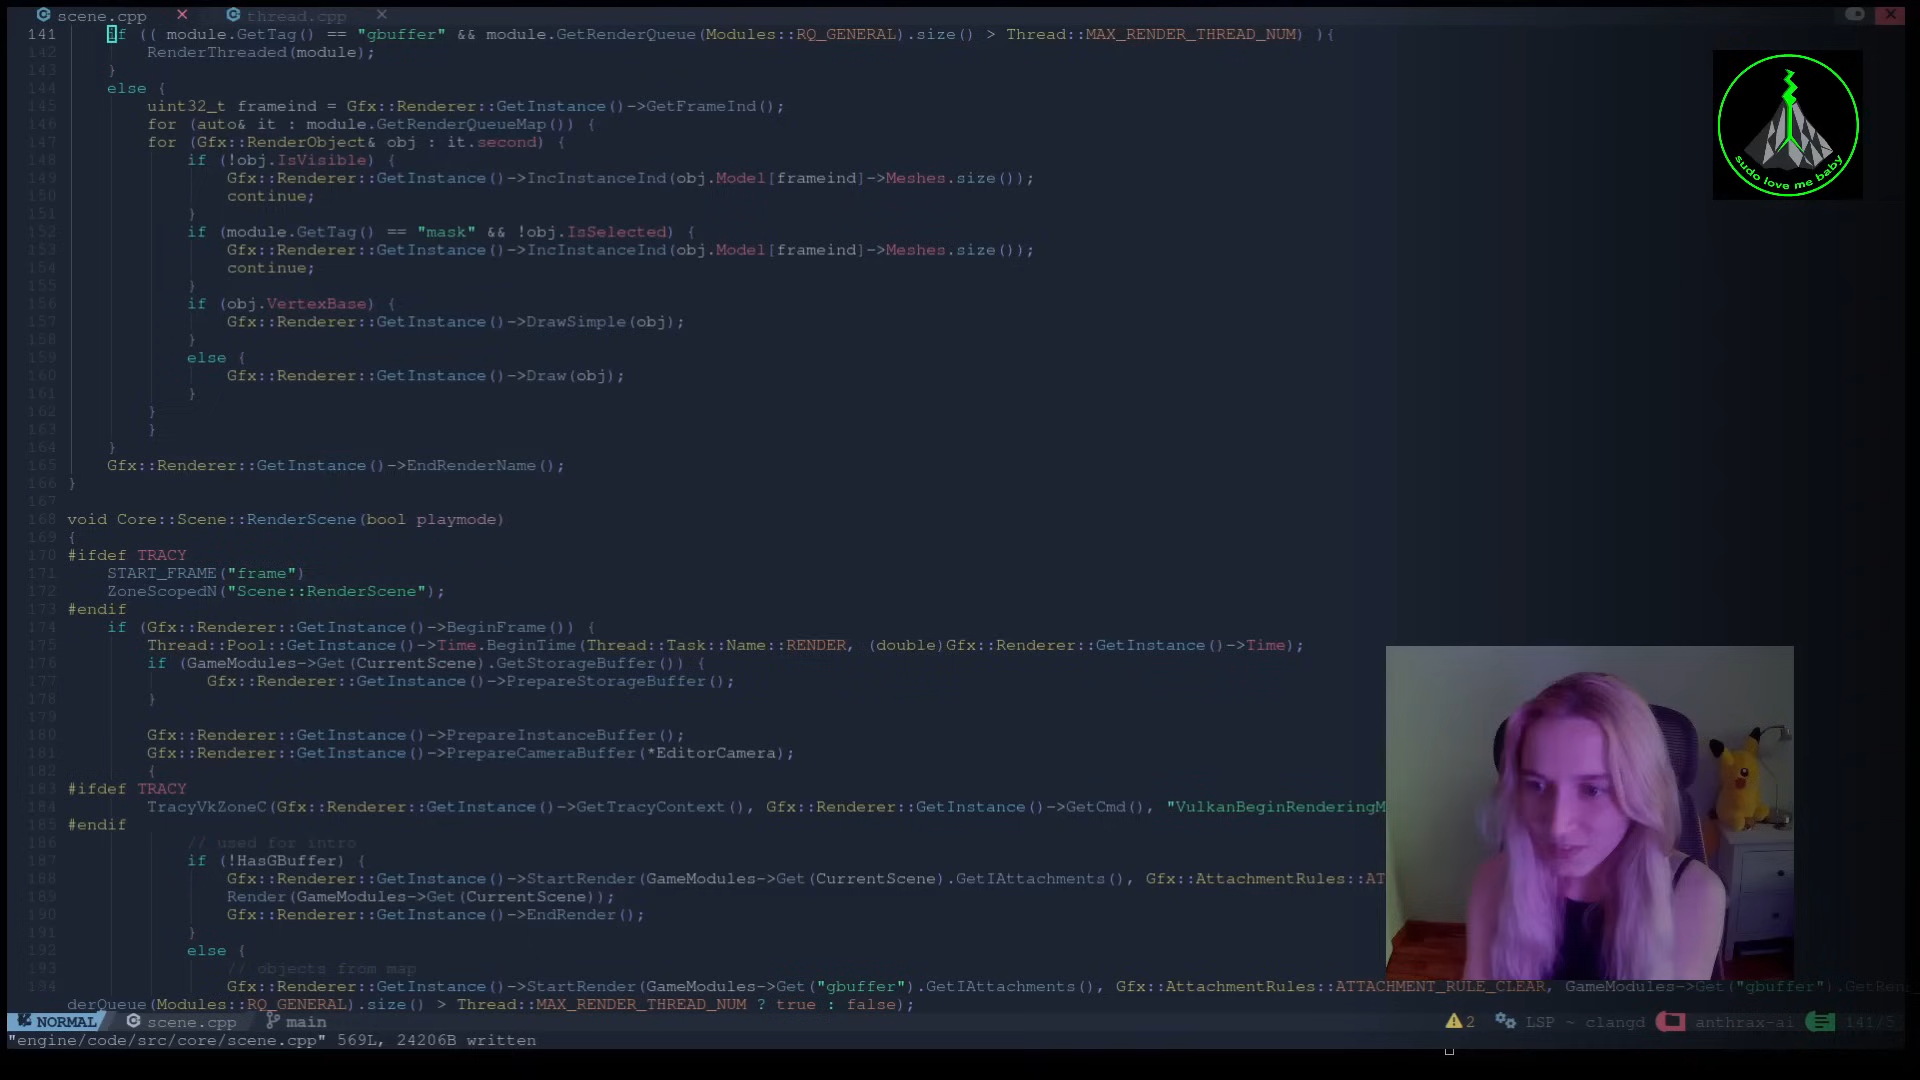 scene.cpp thread.cpp
141 if (( module.GetTag() == "gbuffer" && module.GetRenderQueue(Modules::RQ_GENERAL).size() > Thread::MAX_RENDER_THREAD_NUM) ){
142 RenderThreaded(module);
143 }
144 else {
145 uint32_t frameind = Gfx::Renderer::GetInstance()->GetFrameInd();
146 for (auto& it : module.GetRenderQueueMap()) {
147 for (Gfx::RenderObject& obj : it.second) {
148 if (!obj.IsVisible) {
149 Gfx::Renderer::GetInstance()->IncInstanceInd(obj.Model[frameind]->Meshes.size());
150 continue;
151 }
152 if (module.GetTag() == "mask" && !obj.IsSelected) {
153 Gfx::Renderer::GetInstance()->IncInstanceInd(obj.Model[frameind]->Meshes.size());
154 continue;
155 }
156 if (obj.VertexBase) {
157 Gfx::Renderer::GetInstance()->DrawSimple(obj);
158 }
159 else {
160 Gfx::Renderer::GetInstance()->Draw(obj);
161 }
162 }
163 }
164 }
165 Gfx::Renderer::GetInstance()->EndRenderName();
166 }
167
168 void Core::Scene::RenderScene(bool playmode)
169 {
170 #ifdef TRACY
171 START_FRAME("frame")
172 ZoneScopedN("Scene::RenderScene");
173 #endif
174 if (Gfx::Renderer::GetInstance()->BeginFrame()) {
175 Thread::Pool::GetInstance()->Time.BeginTime(Thread::Task::Name::RENDER, (double)Gfx::Renderer::GetInstance()->Time);
176 if (GameModules->Get(CurrentScene).GetStorageBuffer()) {
177 Gfx::Renderer::GetInstance()->PrepareStorageBuffer();
178 }
179
180 Gfx::Renderer::GetInstance()->PrepareInstanceBuffer();
181 Gfx::Renderer::GetInstance()->PrepareCameraBuffer(*EditorCamera);
182 {
183 #ifdef TRACY
184 TracyVkZoneC(Gfx::Renderer::GetInstance()->GetTracyContext(), Gfx::Renderer::GetInstance()->GetCmd(), "VulkanBeginRenderingM
185 #endif
186 // used for intro
187 if (!HasGBuffer) {
188 Gfx::Renderer::GetInstance()->StartRender(GameModules->Get(CurrentScene).GetIAttachments(), Gfx::AttachmentRules::AT
189 Render(GameModules->Get(CurrentScene));
190 Gfx::Renderer::GetInstance()->EndRender();
191 }
192 else {
193 // objects from map
194 Gfx::Renderer::GetInstance()->StartRender(GameModules->Get("gbuffer").GetIAttachments(), Gfx::AttachmentRules::ATTACHMENT_RULE_CLEAR, GameModules->Get("gbuffer").GetRen
derQueue(Modules::RQ_GENERAL).size() > Thread::MAX_RENDER_THREAD_NUM ? true : false);
NORMAL scene.cpp main 2 LSP ~ clangd anthrax-ai 141/5
"engine/code/src/core/scene.cpp" 569L, 24206B written
sudo love me baby